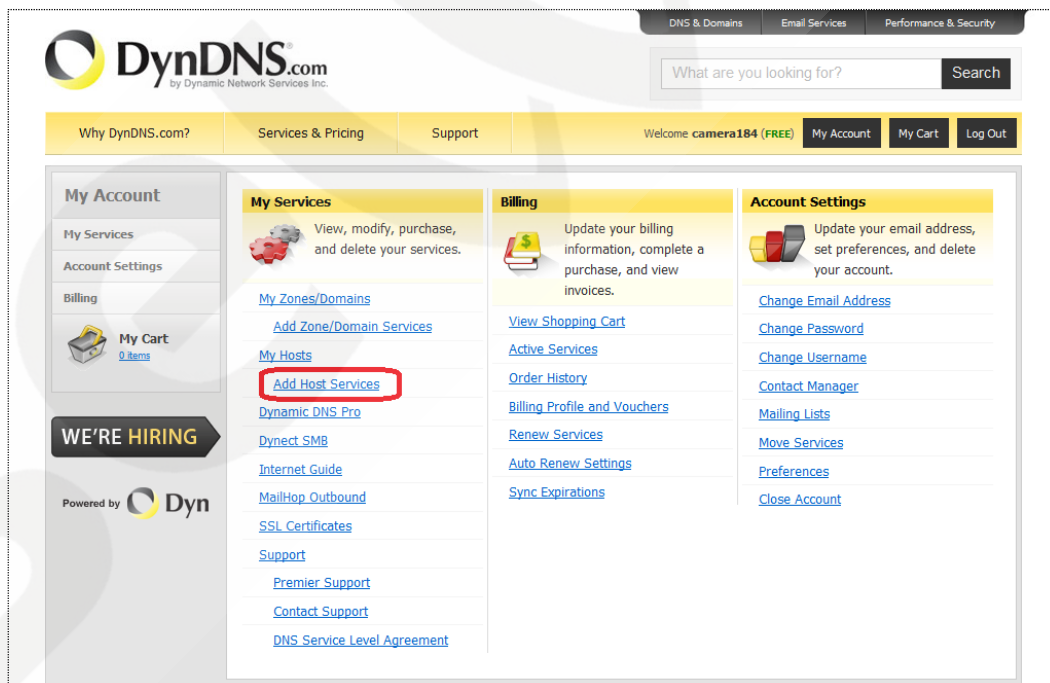 DNS & Domains Email Services Performance & Security
DynDNS.com
by Dynamic Network Services Inc.
What are you looking for? Search
Why DynDNS.com? Services & Pricing Support Welcome camera184 (FREE) My Account My Cart Log Out
My Account
My Services
Account Settings
Billing
My Cart
0 items
WE'RE HIRING
Powered by Dyn
My Services
View, modify, purchase,
and delete your services.
My Zones/Domains
Add Zone/Domain Services
My Hosts
Add Host Services
Dynamic DNS Pro
Dynect SMB
Internet Guide
MailHop Outbound
SSL Certificates
Support
Premier Support
Contact Support
DNS Service Level Agreement
Billing
Update your billing
information, complete a
purchase, and view
invoices.
View Shopping Cart
Active Services
Order History
Billing Profile and Vouchers
Renew Services
Auto Renew Settings
Sync Expirations
Account Settings
Update your email address,
set preferences, and delete
your account.
Change Email Address
Change Password
Change Username
Contact Manager
Mailing Lists
Move Services
Preferences
Close Account